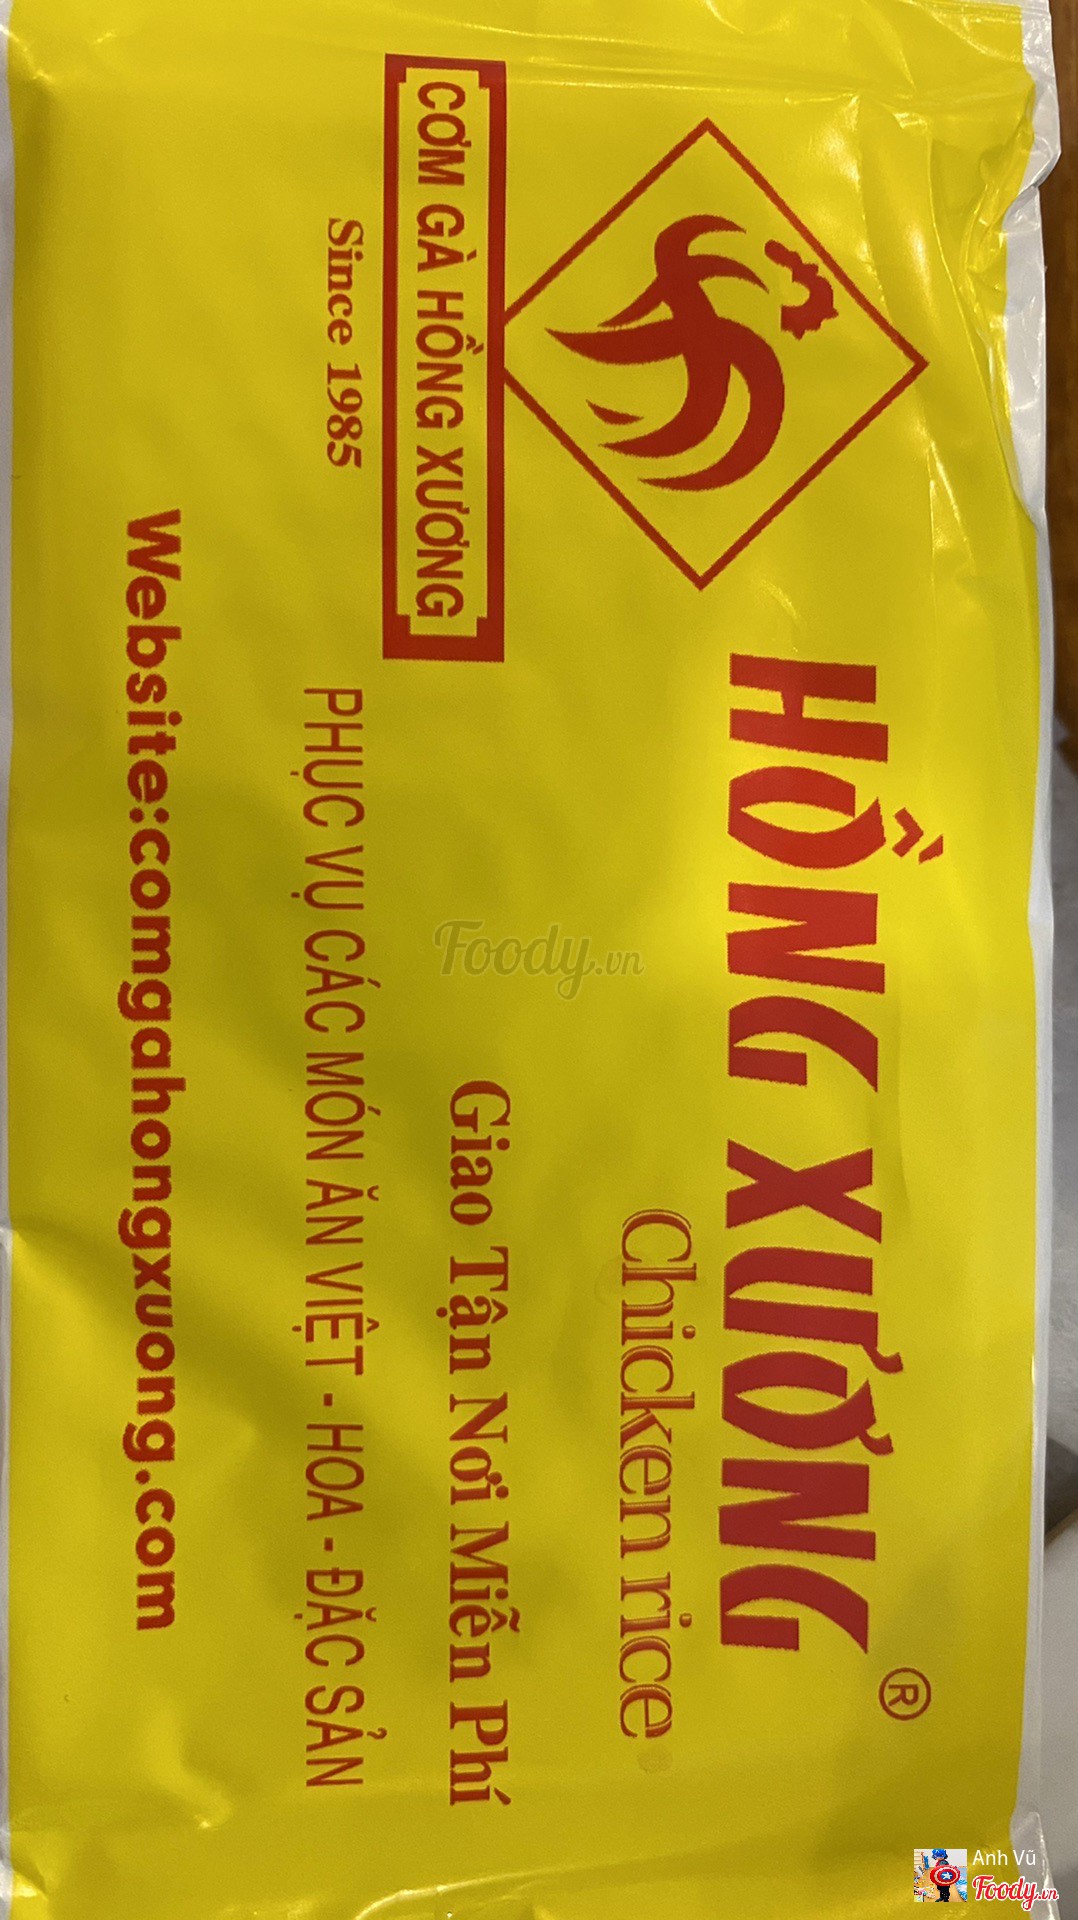 HỒNG XƯƠNG ®
Chicken rice
CƠM GÀ HỒNG XƯƠNG
Since 1985
Giao Tận Nơi Miễn Phí
PHỤC VỤ CÁC MÓN ĂN VIỆT - HOA - ĐẶC SẢN
Website:comgahongxuong.com
Foody.vn
Anh Vũ
Foody.vn